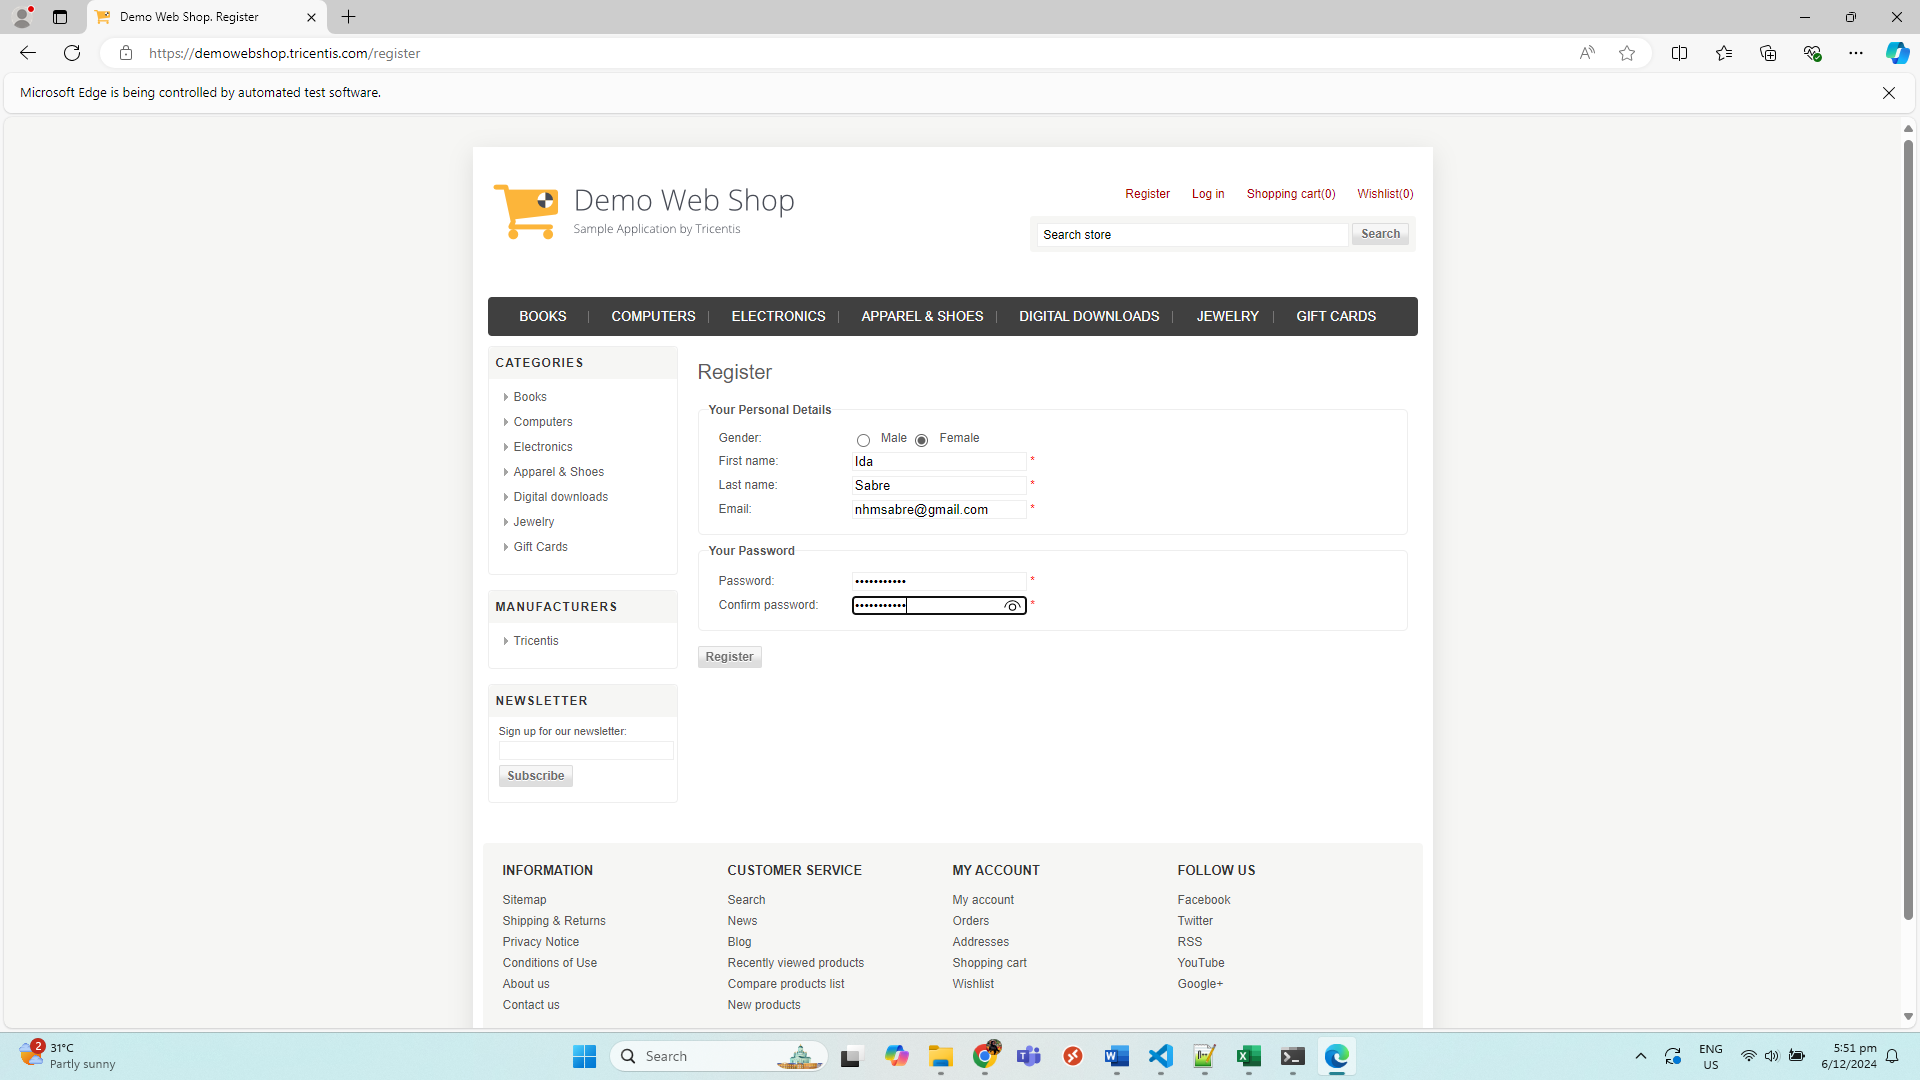 Demo Web Shop. Register
https://demowebshop.tricentis.com/register
Microsoft Edge is being controlled by automated test software.
Demo Web Shop
Sample Application by Tricentis
Register Log in Shopping cart(0) Wishlist(0)
Search store Search
BOOKS | COMPUTERS | ELECTRONICS | APPAREL & SHOES | DIGITAL DOWNLOADS | JEWELRY | GIFT CARDS
CATEGORIES
Books
Computers
Electronics
Apparel & Shoes
Digital downloads
Jewelry
Gift Cards
MANUFACTURERS
Tricentis
NEWSLETTER
Sign up for our newsletter:
Subscribe
Register
Your Personal Details
Gender: Male Female
First name: Ida *
Last name: Sabre *
Email: nhmsabre@gmail.com *
Your Password
Password: ••••••••••• *
Confirm password: ••••••••••• *
Register
INFORMATION
Sitemap
Shipping & Returns
Privacy Notice
Conditions of Use
About us
Contact us
CUSTOMER SERVICE
Search
News
Blog
Recently viewed products
Compare products list
New products
MY ACCOUNT
My account
Orders
Addresses
Shopping cart
Wishlist
FOLLOW US
Facebook
Twitter
RSS
YouTube
Google+
2
31°C
Partly sunny
Search
ENG
US
5:51 pm
6/12/2024